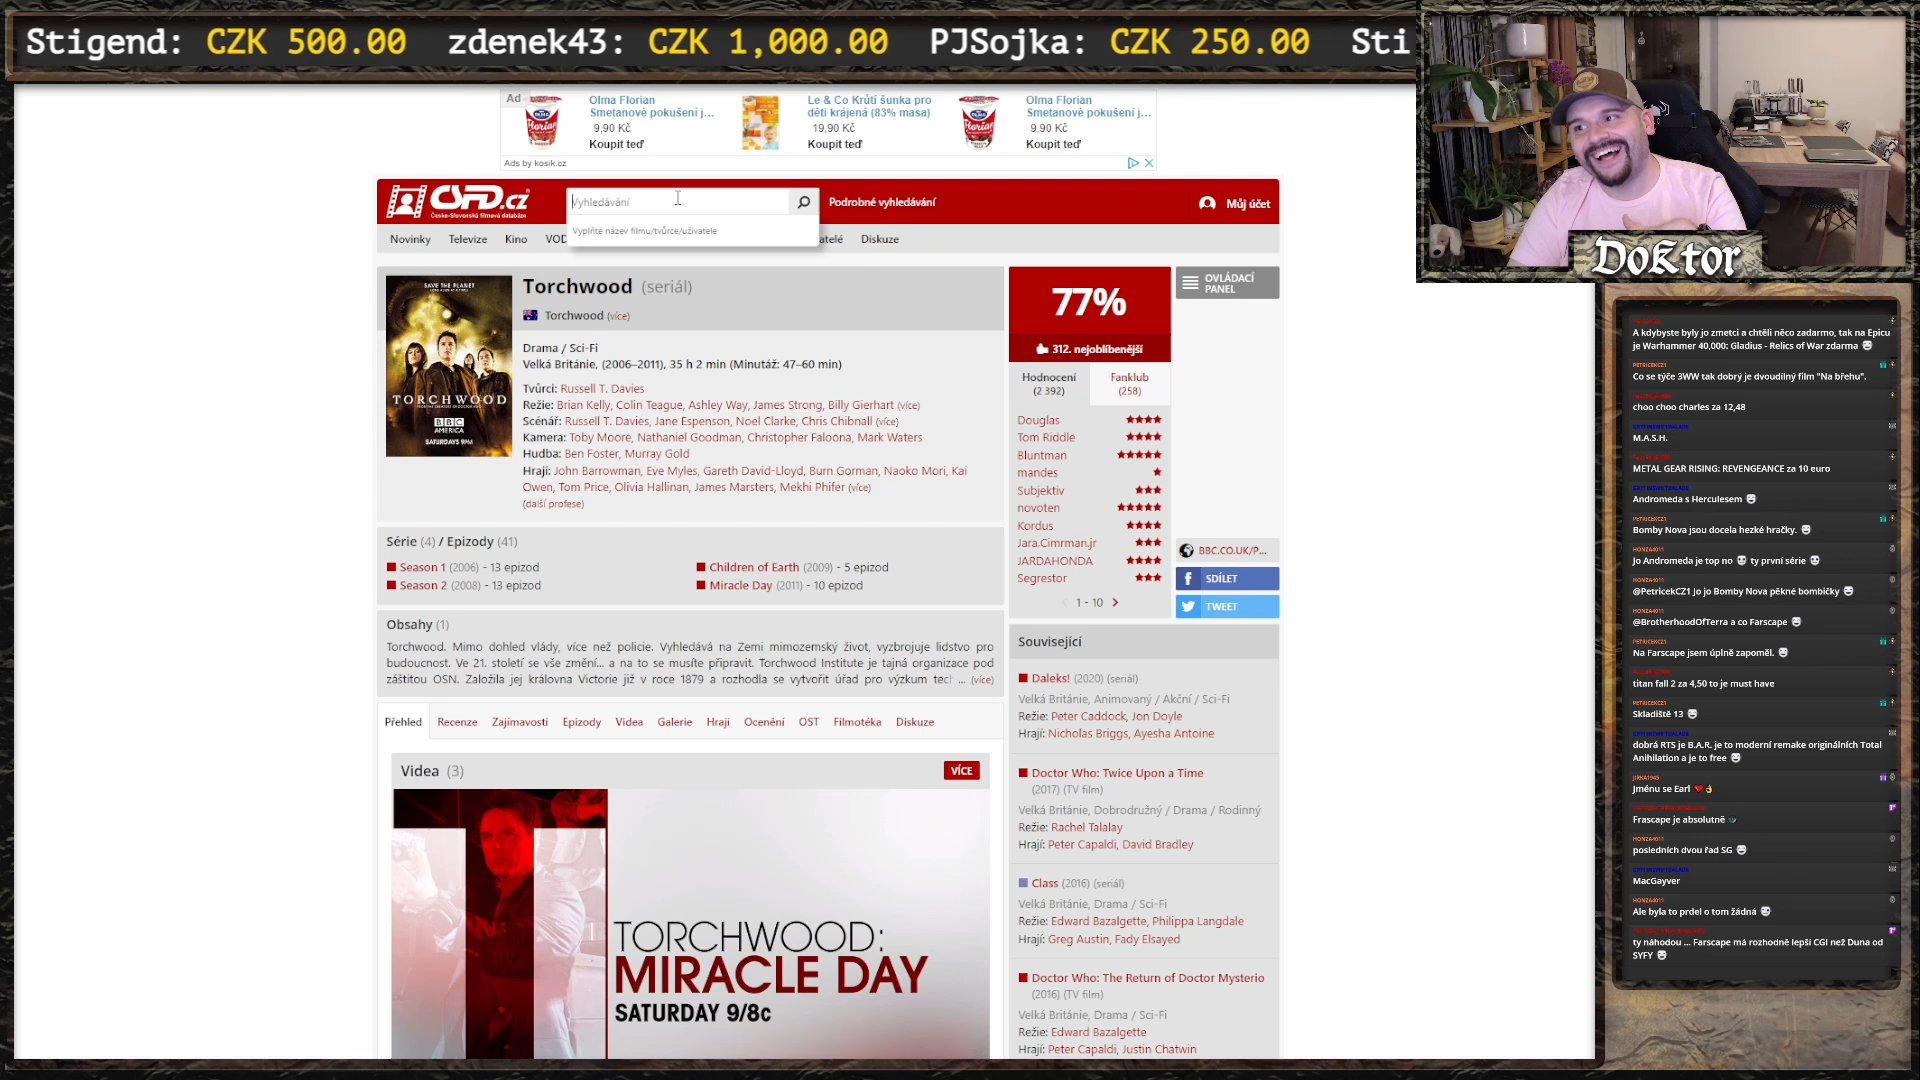 Stigend: CZK 500.00 zdenek43: CZK 1,000.00 PJSojka: CZK 250.00 Sti
Ad
Olma Florian
Smetanové pokušení j...
9,90 Kč
Koupit teď
Le & Co Krůtí šunka pro
děti krájená (83% masa)
19,90 Kč
Koupit teď
Olma Florian
Smetanové pokušení j...
9,90 Kč
Koupit teď
Ads by kosik.cz
ČSFD.cz
Česko-Slovenská filmová databáze
Vyhledávání
Podrobné vyhledávání
Můj účet
Vyplňte název filmu/tvůrce/uživatele
Novinky Televize Kino VOD atelé Diskuze
SAVE THE PLANET
TORCHWOOD
BBC
AMERICA
SATURDAYS 9PM
Torchwood (seriál)
Torchwood (více)
Drama / Sci-Fi
Velká Británie, (2006–2011), 35 h 2 min (Minutáž: 47–60 min)
Tvůrci: Russell T. Davies
Režie: Brian Kelly, Colin Teague, Ashley Way, James Strong, Billy Gierhart (více)
Scénář: Russell T. Davies, Jane Espenson, Noel Clarke, Chris Chibnall (více)
Kamera: Toby Moore, Nathaniel Goodman, Christopher Faloona, Mark Waters
Hudba: Ben Foster, Murray Gold
Hrají: John Barrowman, Eve Myles, Gareth David-Lloyd, Burn Gorman, Naoko Mori, Kai
Owen, Tom Price, Olivia Hallinan, James Marsters, Mekhi Phifer (více)
(další profese)
Série (4) / Epizody (41)
Season 1 (2006) - 13 epizod
Season 2 (2008) - 13 epizod
Children of Earth (2009) - 5 epizod
Miracle Day (2011) - 10 epizod
Obsahy (1)
Torchwood. Mimo dohled vlády, více než policie. Vyhledává na Zemi mimozemský život, vyzbrojuje lidstvo pro
budoucnost. Ve 21. století se vše změní... a na to se musíte připravit. Torchwood Institute je tajná organizace pod
záštitou OSN. Založila jej královna Victorie již v roce 1879 a rozhodla se vytvořit úřad pro výzkum tec ... (více)
Přehled Recenze Zajímavosti Epizody Videa Galerie Hrají Ocenění OST Filmotéka Diskuze
Videa (3)
VÍCE
TORCHWOOD:
MIRACLE DAY
SATURDAY 9/8c
77%
312. nejoblíbenější
Hodnocení
(2 392)
Fanklub
(258)
Douglas
Tom Riddle
Bluntman
mandes
Subjektiv
novoten
Kordus
Jara.Cimrman.jr
JARDAHONDA
Segrestor
1 - 10
OVLÁDACÍ
PANEL
BBC.CO.UK/P...
SDÍLET
TWEET
Související
Daleks! (2020) (seriál)
Velká Británie, Animovaný / Akční / Sci-Fi
Režie: Peter Caddock, Jon Doyle
Hrají: Nicholas Briggs, Ayesha Antoine
Doctor Who: Twice Upon a Time
(2017) (TV film)
Velká Británie, Dobrodružný / Drama / Rodinný
Režie: Rachel Talalay
Hrají: Peter Capaldi, David Bradley
Class (2016) (seriál)
Velká Británie, Drama / Sci-Fi
Režie: Edward Bazalgette, Philippa Langdale
Hrají: Greg Austin, Fady Elsayed
Doctor Who: The Return of Doctor Mysterio
(2016) (TV film)
Velká Británie, Drama / Sci-Fi
Režie: Edward Bazalgette
Hrají: Peter Capaldi, Justin Chatwin
Doktor
A kdybyste byly jo zmetci a chtěli něco zadarmo, tak na Epicu
je Warhammer 40,000: Gladius - Relics of War zdarma
PETRICEKCZ1
Co se týče 3WW tak dobrý je dvoudílný film "Na břehu".
choo choo charles za 12,48
M.A.S.H.
METAL GEAR RISING: REVENGEANCE za 10 euro
Andromeda s Herculesem
PETRICEKCZ1
Bomby Nova jsou docela hezké hračky.
HONZA4011
Jo Andromeda je top no ty první série
HONZA4011
@PetricekCZ1 Jo jo Bomby Nova pěkné bombičky
HONZA4011
@BrotherhoodOfTerra a co Farscape
PETRICEKCZ1
Na Farscape jsem úplně zapoměl.
titan fall 2 za 4,50 to je must have
PETRICEKCZ1
Skladiště 13
dobrá RTS je B.A.R. je to moderní remake originálních Total
Anihilation a je to free
JIRKA1945
Jménu se Earl
Frascape je absolutně
HONZA4011
posledních dvou řad SG
MacGayver
HONZA4011
Ale byla to prdel o tom žádná
ty náhodou ... Farscape má rozhodně lepší CGI než Duna od
SYFY